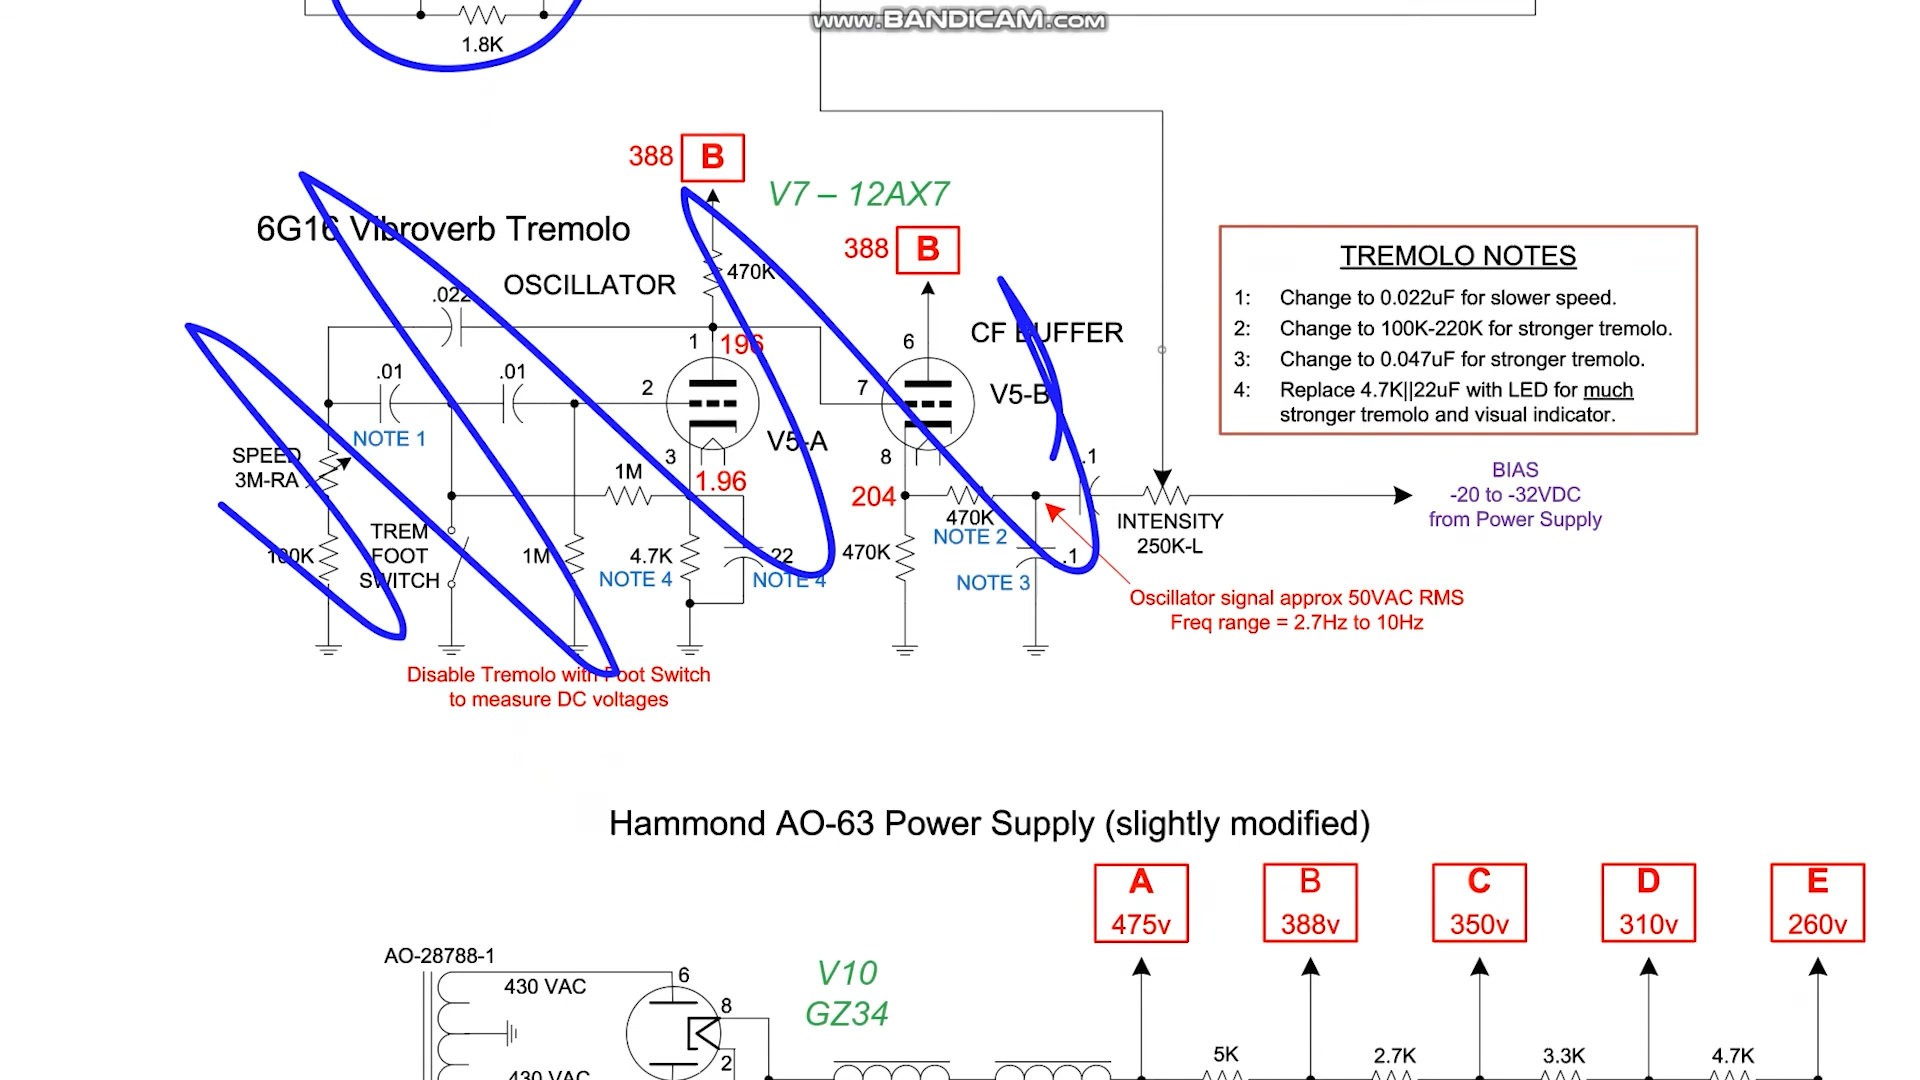 www.BANDICAM.com
1.8K
388 B
V7 – 12AX7
6G16 Vibroverb Tremolo
388 B
470K
OSCILLATOR
.022
CF BUFFER
1
196
6
.01
.01
2
7
V5-B
NOTE 1
V5-A
SPEED
3M-RA
1M
3
1.96
8
.1
204
470K
NOTE 2
INTENSITY
250K-L
TREM
FOOT
SWITCH
100K
1M
4.7K
NOTE 4
22
NOTE 4
470K
NOTE 3
.1
Oscillator signal approx 50VAC RMS
Freq range = 2.7Hz to 10Hz
Disable Tremolo with Foot Switch
to measure DC voltages
TREMOLO NOTES
1: Change to 0.022uF for slower speed.
2: Change to 100K-220K for stronger tremolo.
3: Change to 0.047uF for stronger tremolo.
4: Replace 4.7K||22uF with LED for much
stronger tremolo and visual indicator.
BIAS
-20 to -32VDC
from Power Supply
Hammond AO-63 Power Supply (slightly modified)
A
475v
B
388v
C
350v
D
310v
E
260v
AO-28788-1
430 VAC
6
8
2
V10
GZ34
430 VAC
5K
2.7K
3.3K
4.7K